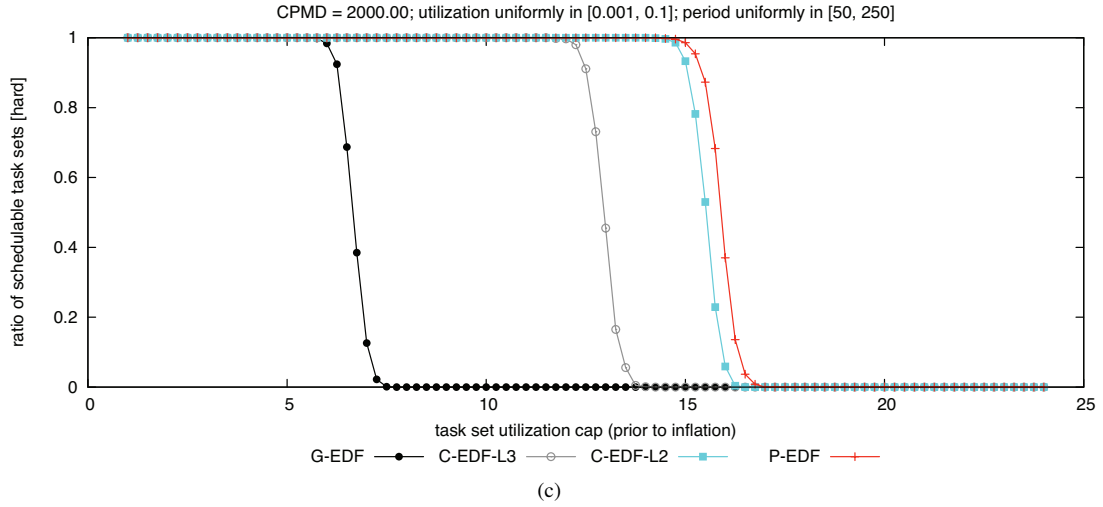 CPMD = 2000.00; utilization uniformly in [0.001, 0.1]; period uniformly in [50, 250]
ratio of schedulable task sets [hard]
1
0.8
0.6
0.4
0.2
0
0 5 10 15 20 25
task set utilization cap (prior to inflation)
G-EDF C-EDF-L3 C-EDF-L2 P-EDF
(c)